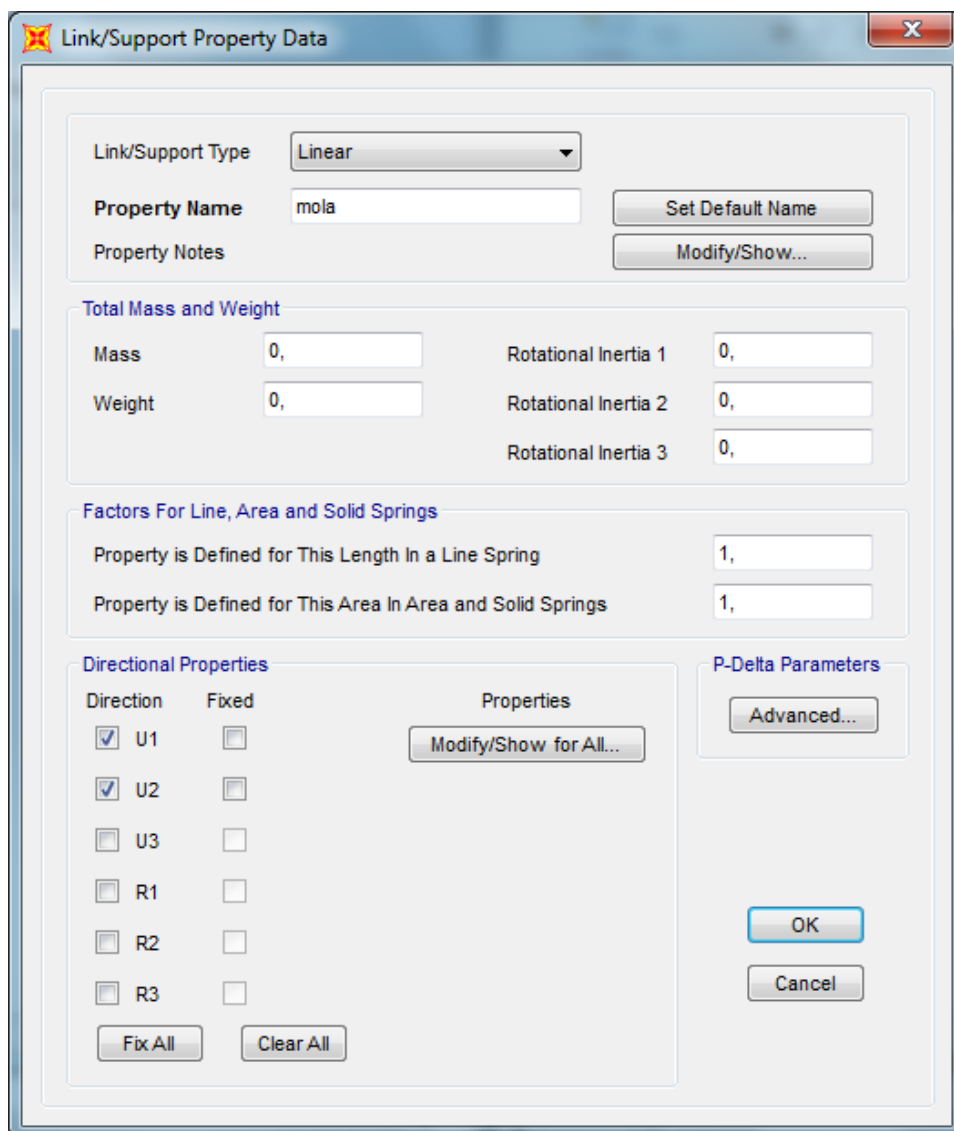 Link/Support Property Data
Link/Support Type Linear
Property Name mola Set Default Name
Property Notes Modify/Show...
Total Mass and Weight
Mass 0, Rotational Inertia 1 0,
Weight 0, Rotational Inertia 2 0,
Rotational Inertia 3 0,
Factors For Line, Area and Solid Springs
Property is Defined for This Length In a Line Spring 1,
Property is Defined for This Area In Area and Solid Springs 1,
Directional Properties P-Delta Parameters
Direction Fixed Properties
U1 Modify/Show for All... Advanced...
U2
U3
R1
R2 OK
R3 Cancel
Fix All Clear All